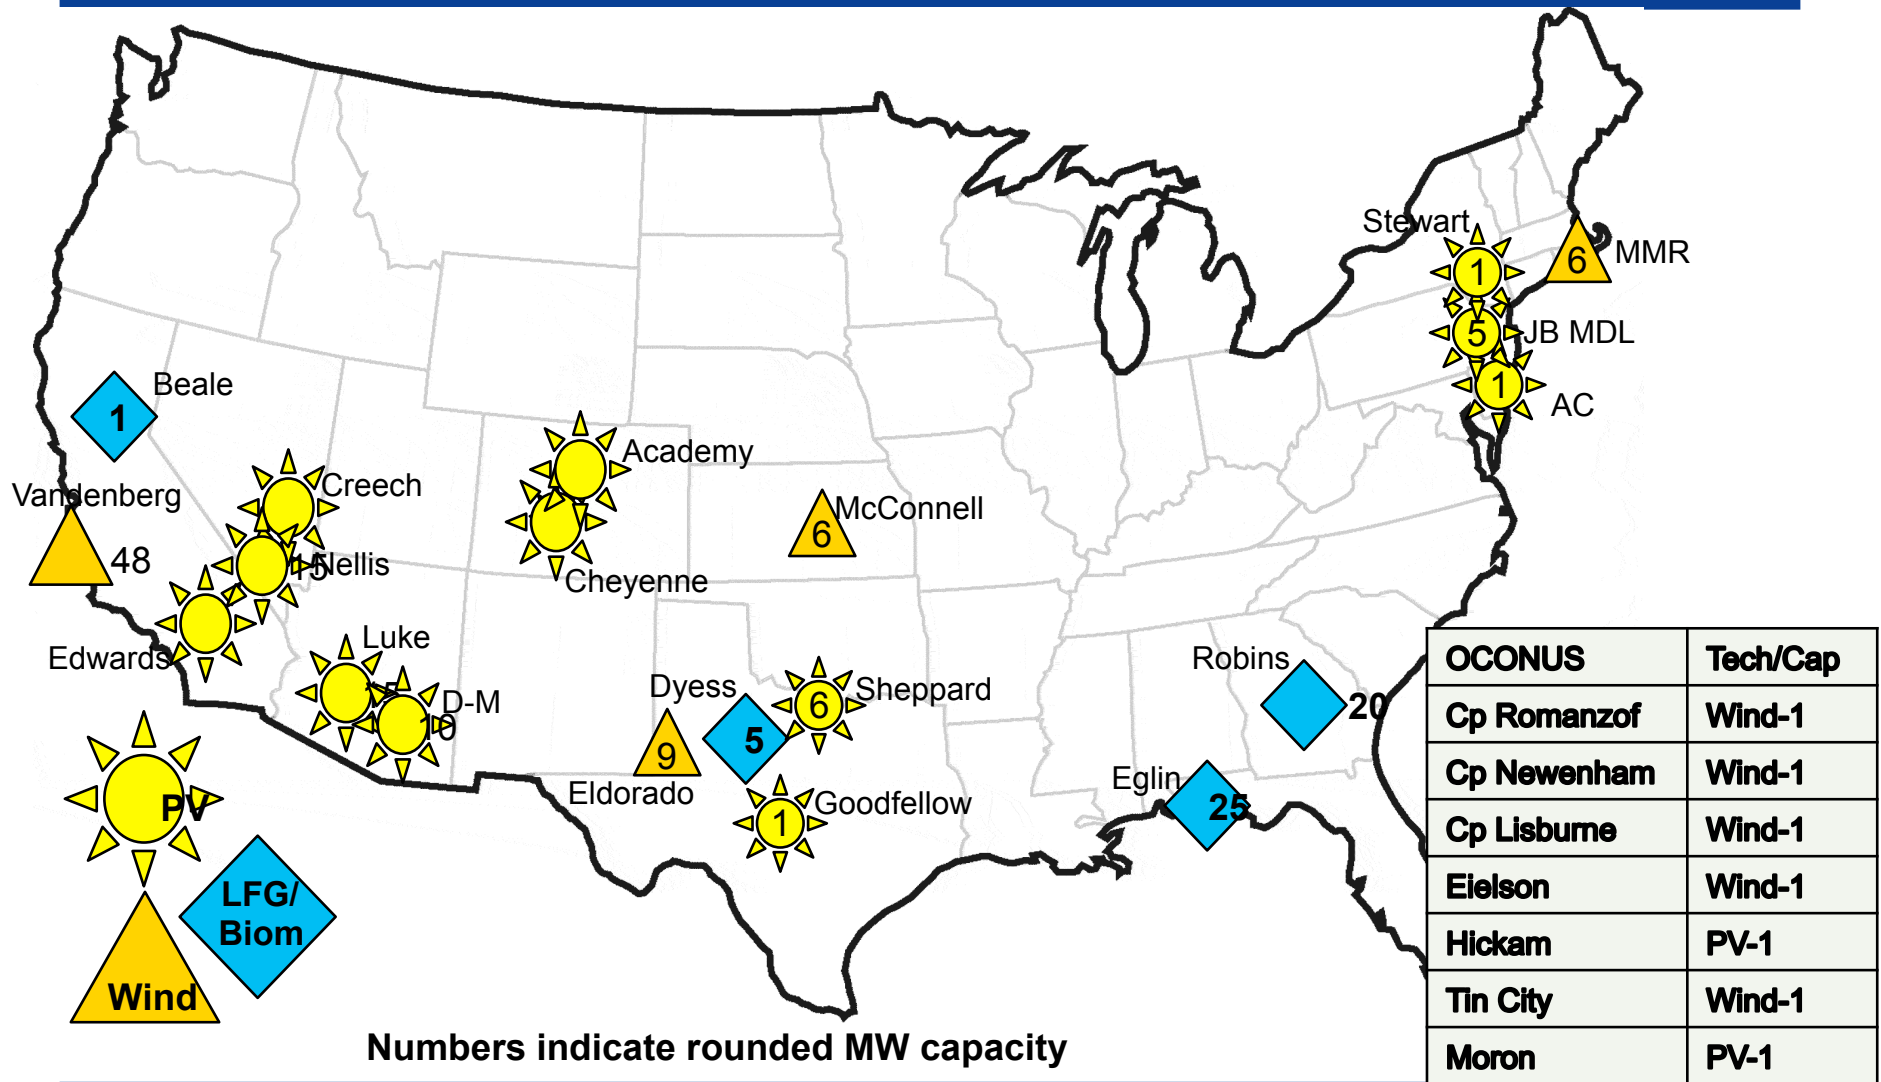 Stewart
1
6
MMR
5
JB MDL
1
AC
Beale
1
Academy
Creech
Vandenberg
48
McConnell
6
15
Nellis
Cheyenne
Edwards
Luke
D-M
10
Dyess
5
6
Sheppard
9
Eldorado
1
Goodfellow
Robins
20
Eglin
25
PV
LFG/
Biom
Wind
Numbers indicate rounded MW capacity
OCONUS Tech/Cap
Cp Romanzof Wind-1
Cp Newenham Wind-1
Cp Lisburne Wind-1
Eielson Wind-1
Hickam PV-1
Tin City Wind-1
Moron PV-1